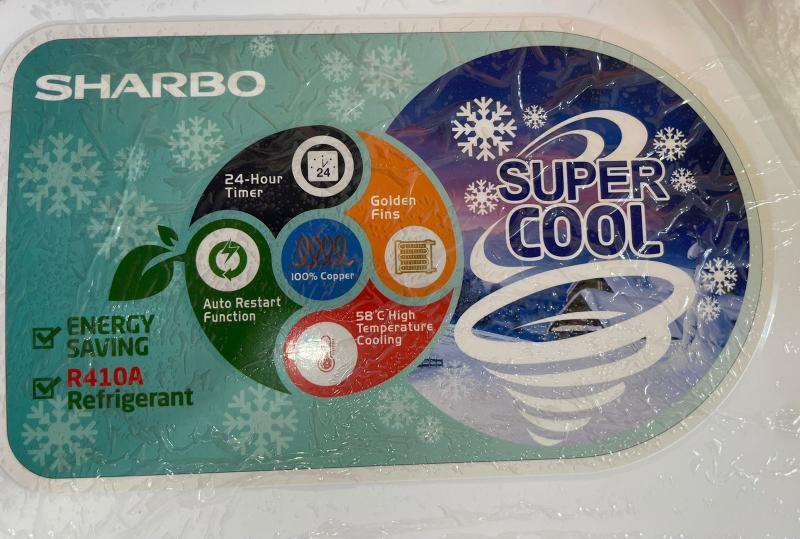 SHARBO
24-Hour
Timer
24
Golden
Fins
SUPER
COOL
100% Copper
Auto Restart
Function
58°C High
Temperature
Cooling
ENERGY
SAVING
R410A
Refrigerant